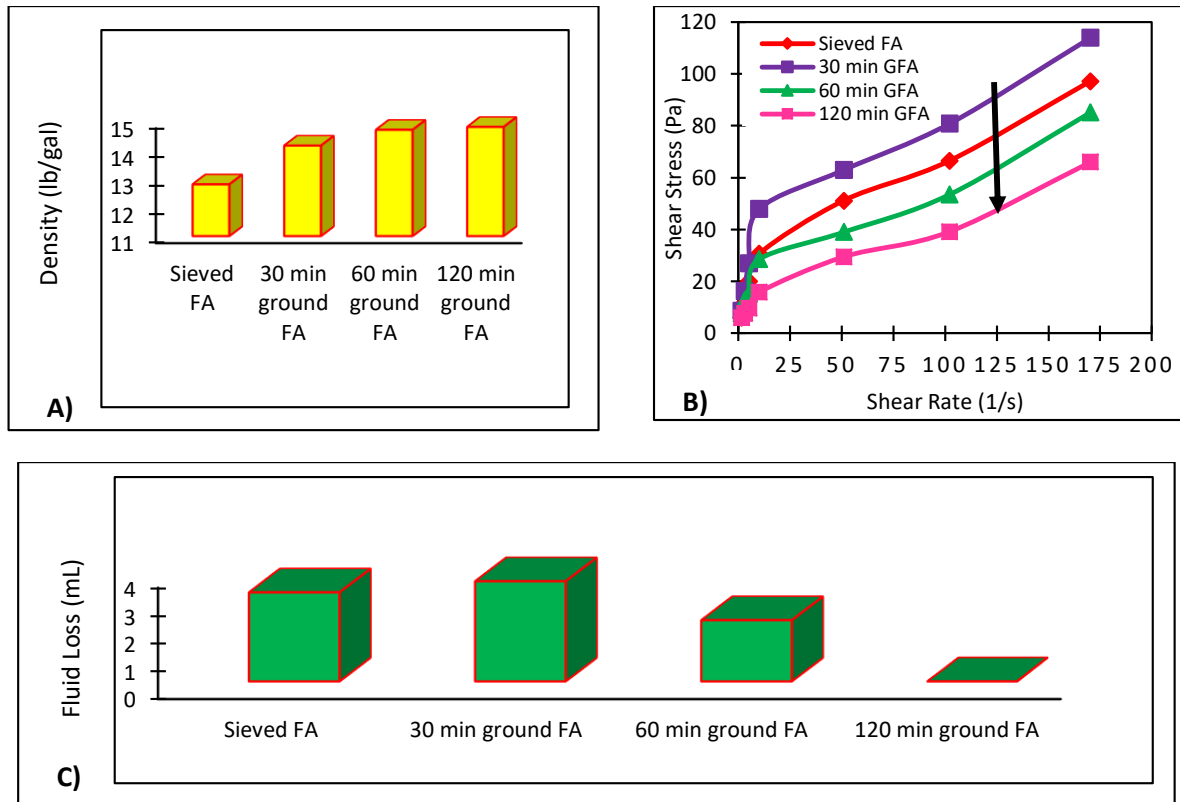 Density (lb/gal)
15
14
13
12
11
Sieved FA
30 min ground FA
60 min ground FA
120 min ground FA
A)
Shear Stress (Pa)
120
100
80
60
40
20
0
Sieved FA
30 min GFA
60 min GFA
120 min GFA
0 25 50 75 100 125 150 175 200
Shear Rate (1/s)
B)
Fluid Loss (mL)
4
3
2
1
0
Sieved FA 30 min ground FA 60 min ground FA 120 min ground FA
C)